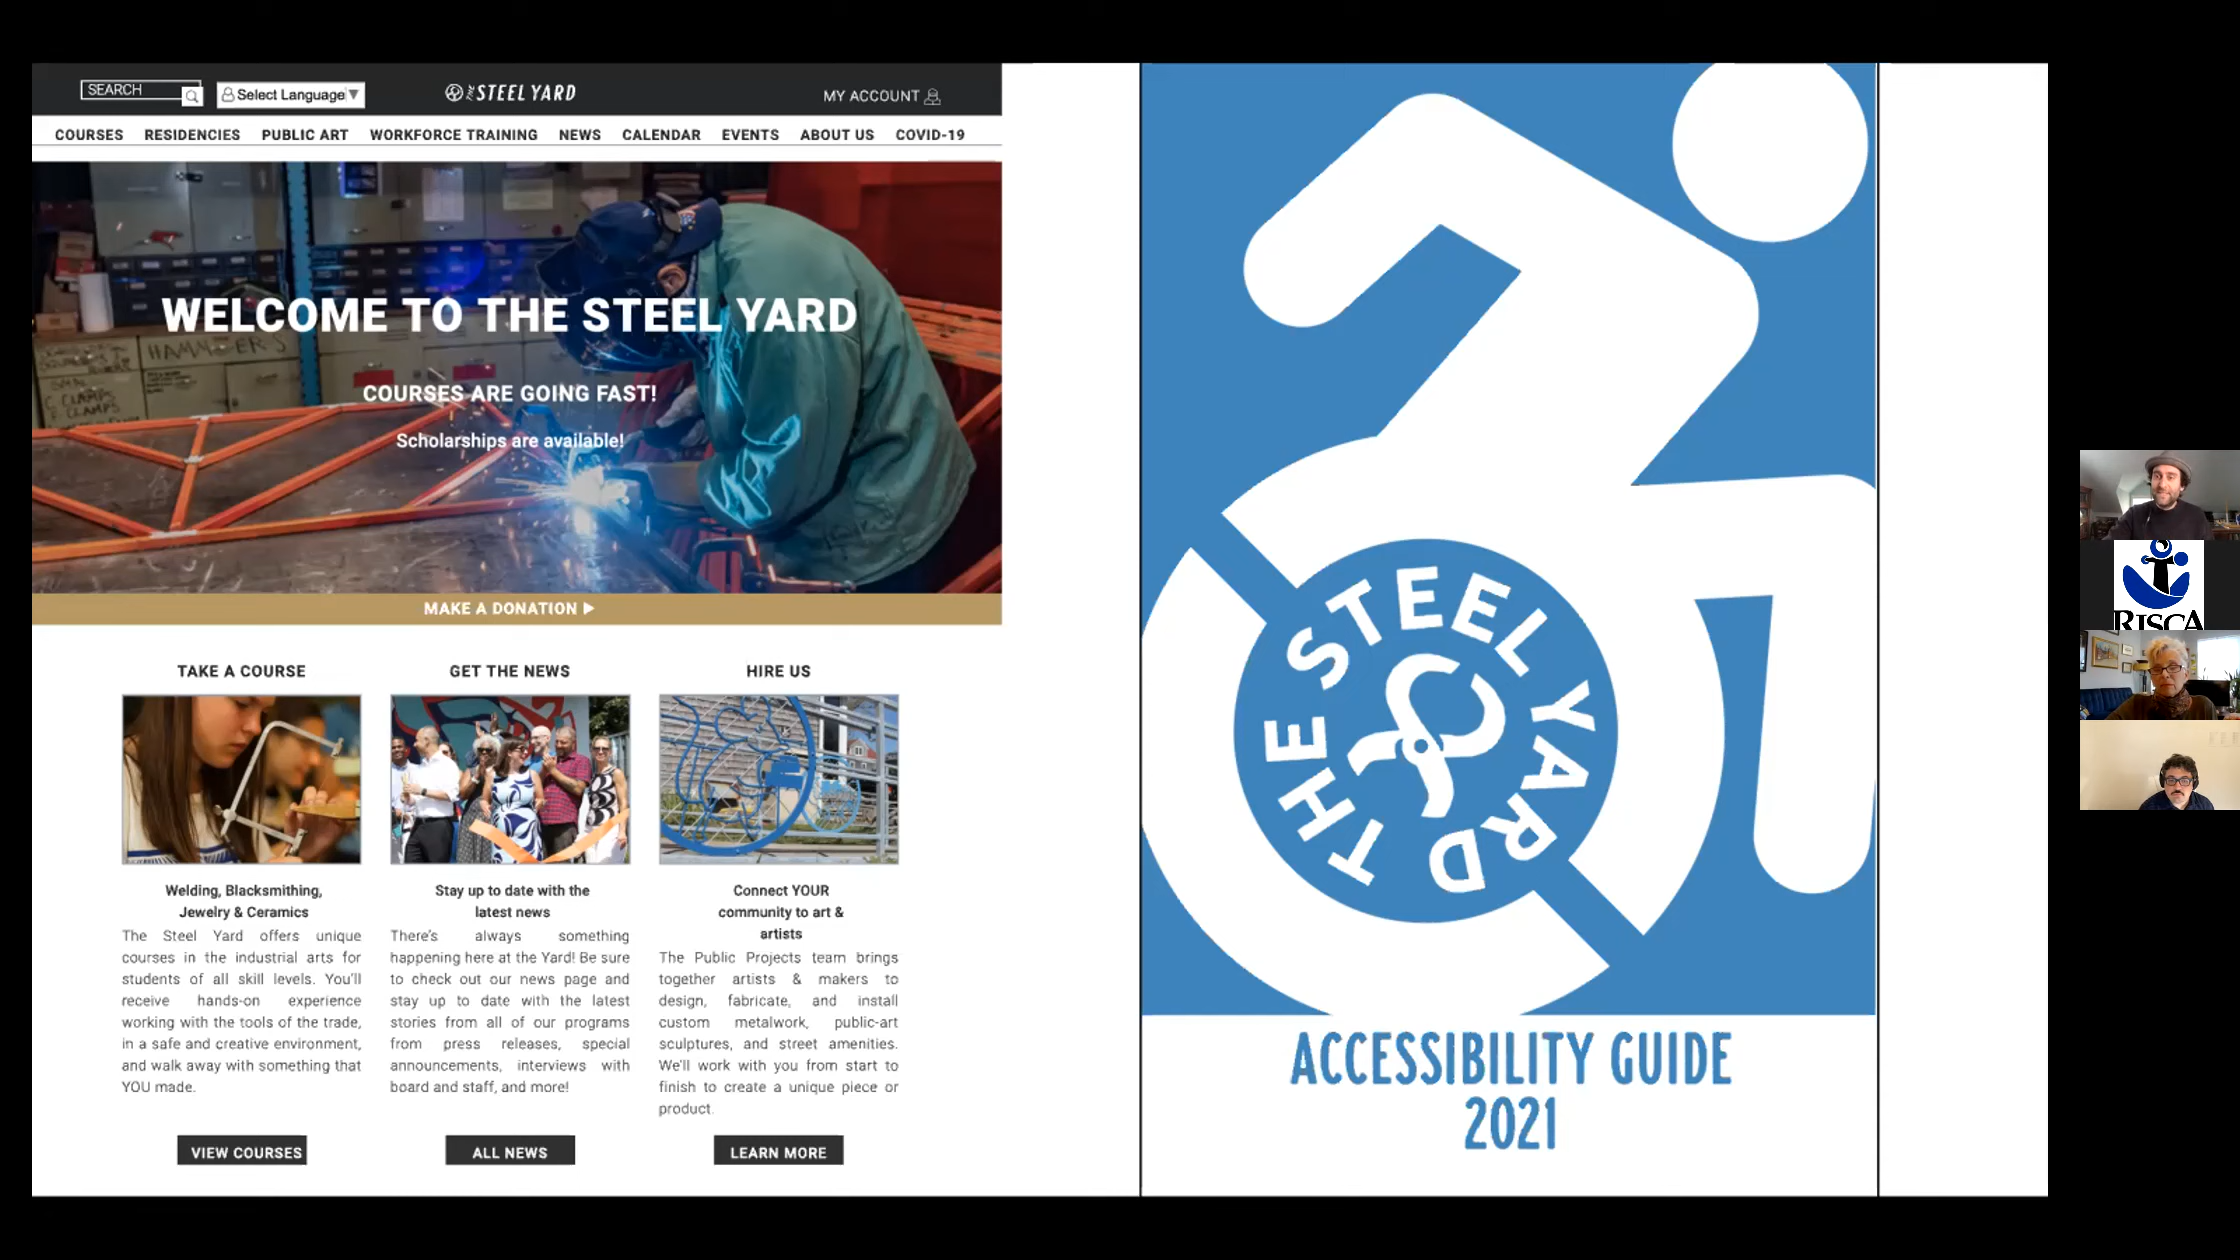 SEARCH
Select Language ▼
THE STEEL YARD
MY ACCOUNT
COURSES RESIDENCIES PUBLIC ART WORKFORCE TRAINING NEWS CALENDAR EVENTS ABOUT US COVID-19
WELCOME TO THE STEEL YARD
HAMMERS
COURSES ARE GOING FAST!
C CLAMPS
CLAMPS
Scholarships are available!
MAKE A DONATION ▶
TAKE A COURSE
Welding, Blacksmithing,
Jewelry & Ceramics
The Steel Yard offers unique
courses in the industrial arts for
students of all skill levels. You'll
receive hands-on experience
working with the tools of the trade,
in a safe and creative environment,
and walk away with something that
YOU made.
VIEW COURSES
GET THE NEWS
Stay up to date with the
latest news
There's always something
happening here at the Yard! Be sure
to check out our news page and
stay up to date with the latest
stories from all of our programs
from press releases, special
announcements, interviews with
board and staff, and more!
ALL NEWS
HIRE US
Connect YOUR
community to art &
artists
The Public Projects team brings
together artists & makers to
design, fabricate, and install
custom metalwork, public-art
sculptures, and street amenities.
We'll work with you from start to
finish to create a unique piece or
product.
LEARN MORE
THE STEEL YARD
ACCESSIBILITY GUIDE
2021
RISCA